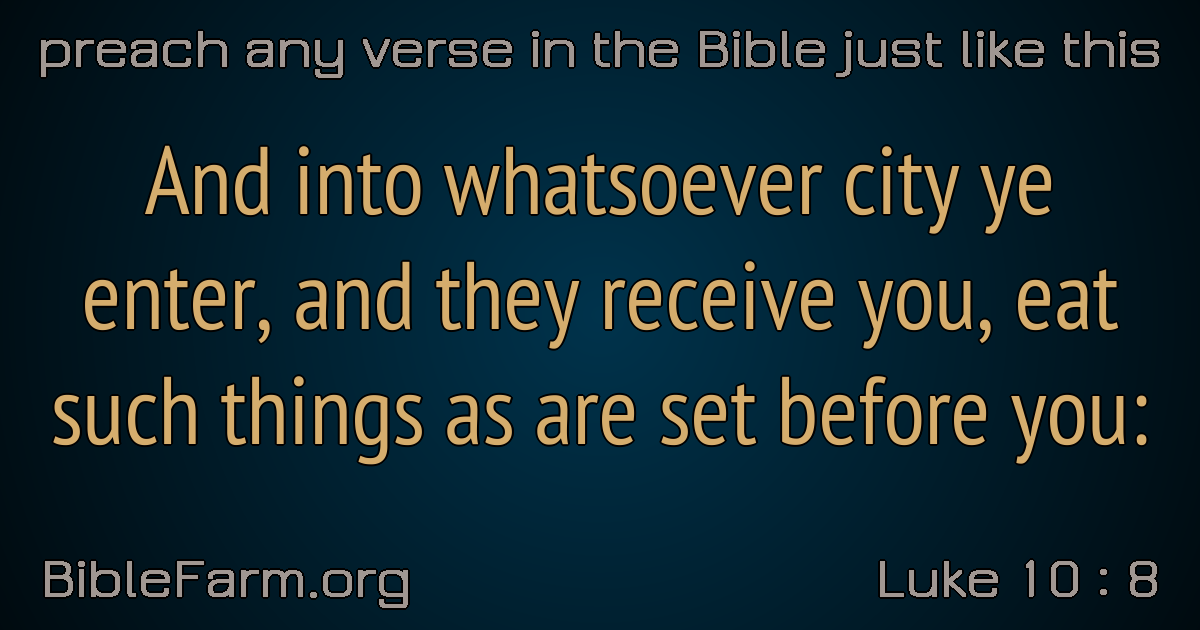 preach any verse in the Bible just like this
And into whatsoever city ye
enter, and they receive you, eat
such things as are set before you:
BibleFarm.org
Luke 10 : 8